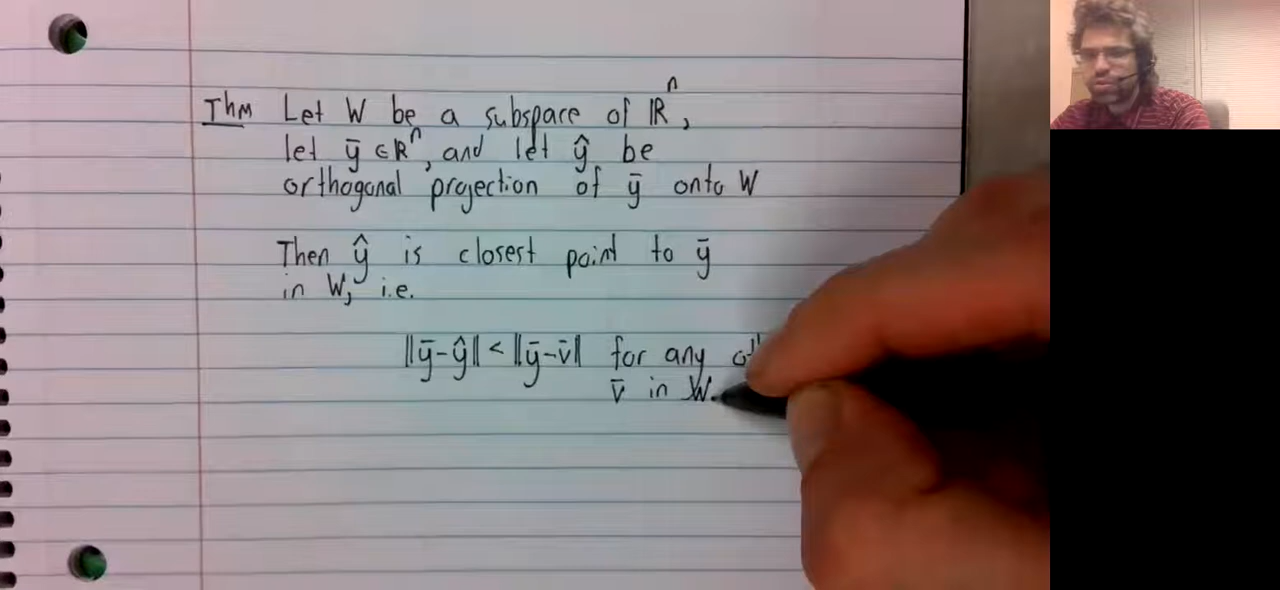 Thm Let W be a subspace of ℝⁿ,
let ȳ ∈ ℝⁿ, and let ŷ be
orthogonal projection of ȳ onto W
Then ŷ is closest point to ȳ
in W, i.e.
‖ȳ-ŷ‖ < ‖ȳ-v̄‖ for any
v̄ in W.